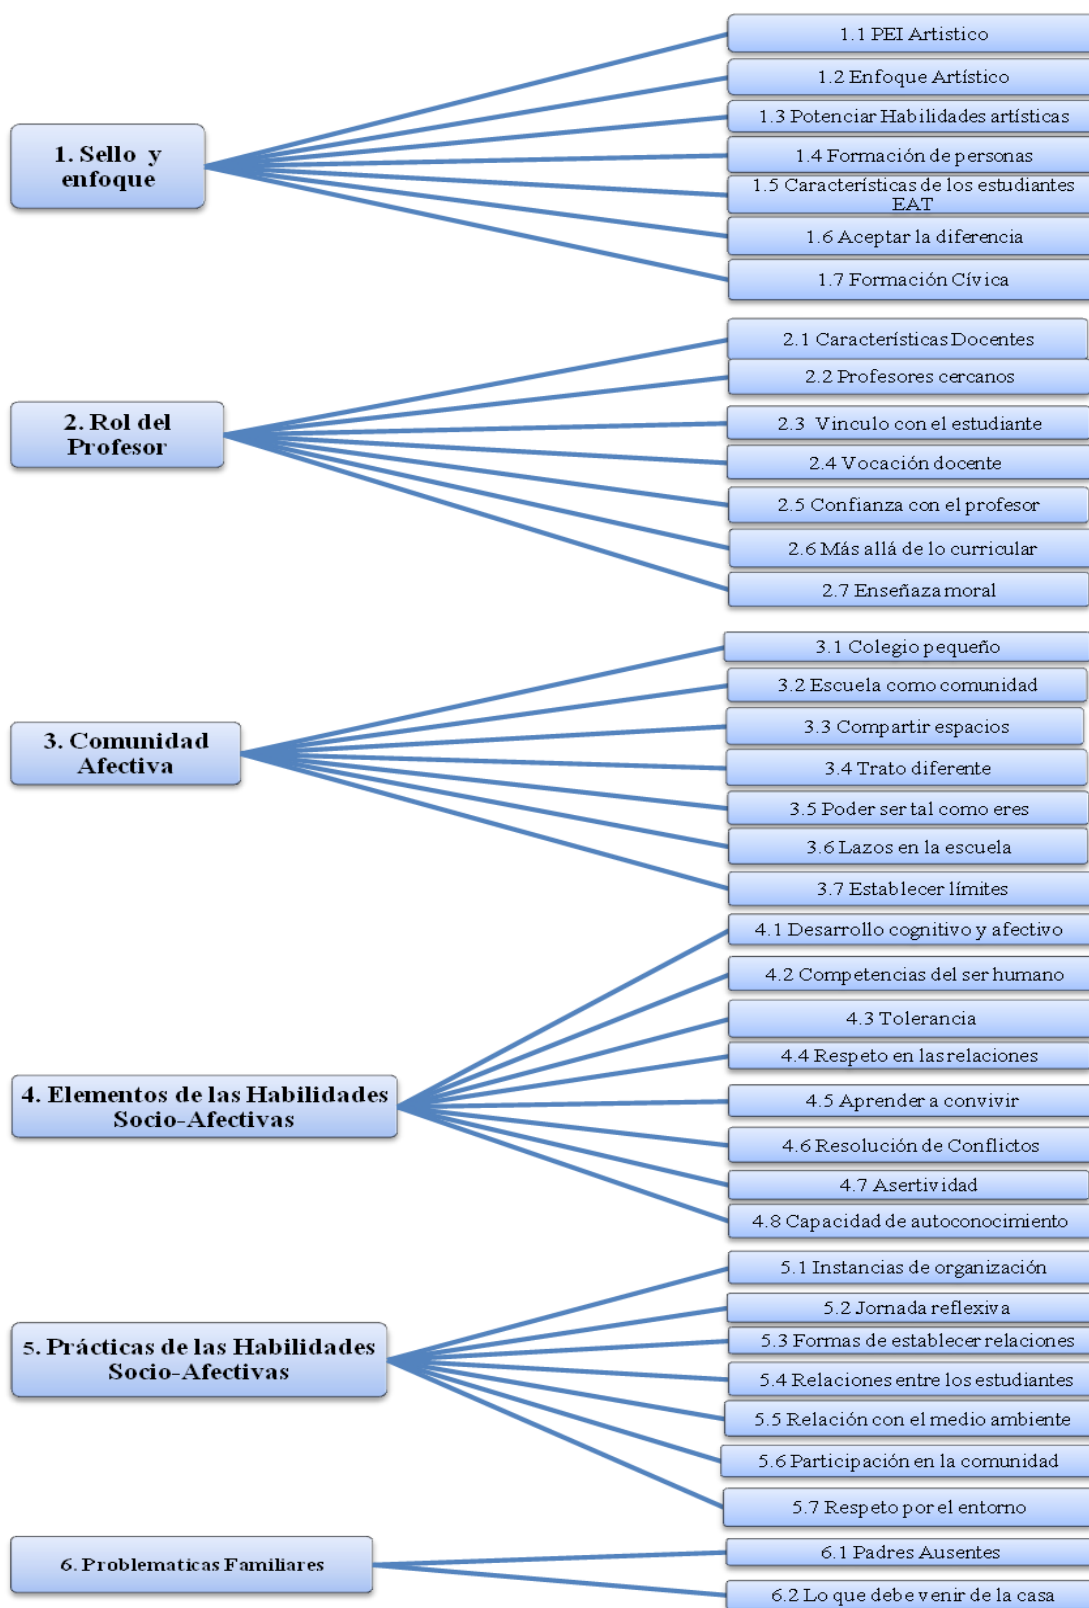 1. Sello y
enfoque
1.1 PEI Artistico
1.2 Enfoque Artístico
1.3 Potenciar Habilidades artísticas
1.4 Formación de personas
1.5 Características de los estudiantes
EAT
1.6 Aceptar la diferencia
1.7 Formación Cívica
2. Rol del
Profesor
2.1 Características Docentes
2.2 Profesores cercanos
2.3 Vinculo con el estudiante
2.4 Vocación docente
2.5 Confianza con el profesor
2.6 Más allá de lo curricular
2.7 Enseñaza moral
3. Comunidad
Afectiva
3.1 Colegio pequeño
3.2 Escuela como comunidad
3.3 Compartir espacios
3.4 Trato diferente
3.5 Poder ser tal como eres
3.6 Lazos en la escuela
3.7 Establecer límites
4. Elementos de las Habilidades
Socio-Afectivas
4.1 Desarrollo cognitivo y afectivo
4.2 Competencias del ser humano
4.3 Tolerancia
4.4 Respeto en las relaciones
4.5 Aprender a convivir
4.6 Resolución de Conflictos
4.7 Asertividad
4.8 Capacidad de autoconocimiento
5. Prácticas de las Habilidades
Socio-Afectivas
5.1 Instancias de organización
5.2 Jornada reflexiva
5.3 Formas de establecer relaciones
5.4 Relaciones entre los estudiantes
5.5 Relación con el medio ambiente
5.6 Participación en la comunidad
5.7 Respeto por el entorno
6. Problematicas Familiares
6.1 Padres Ausentes
6.2 Lo que debe venir de la casa